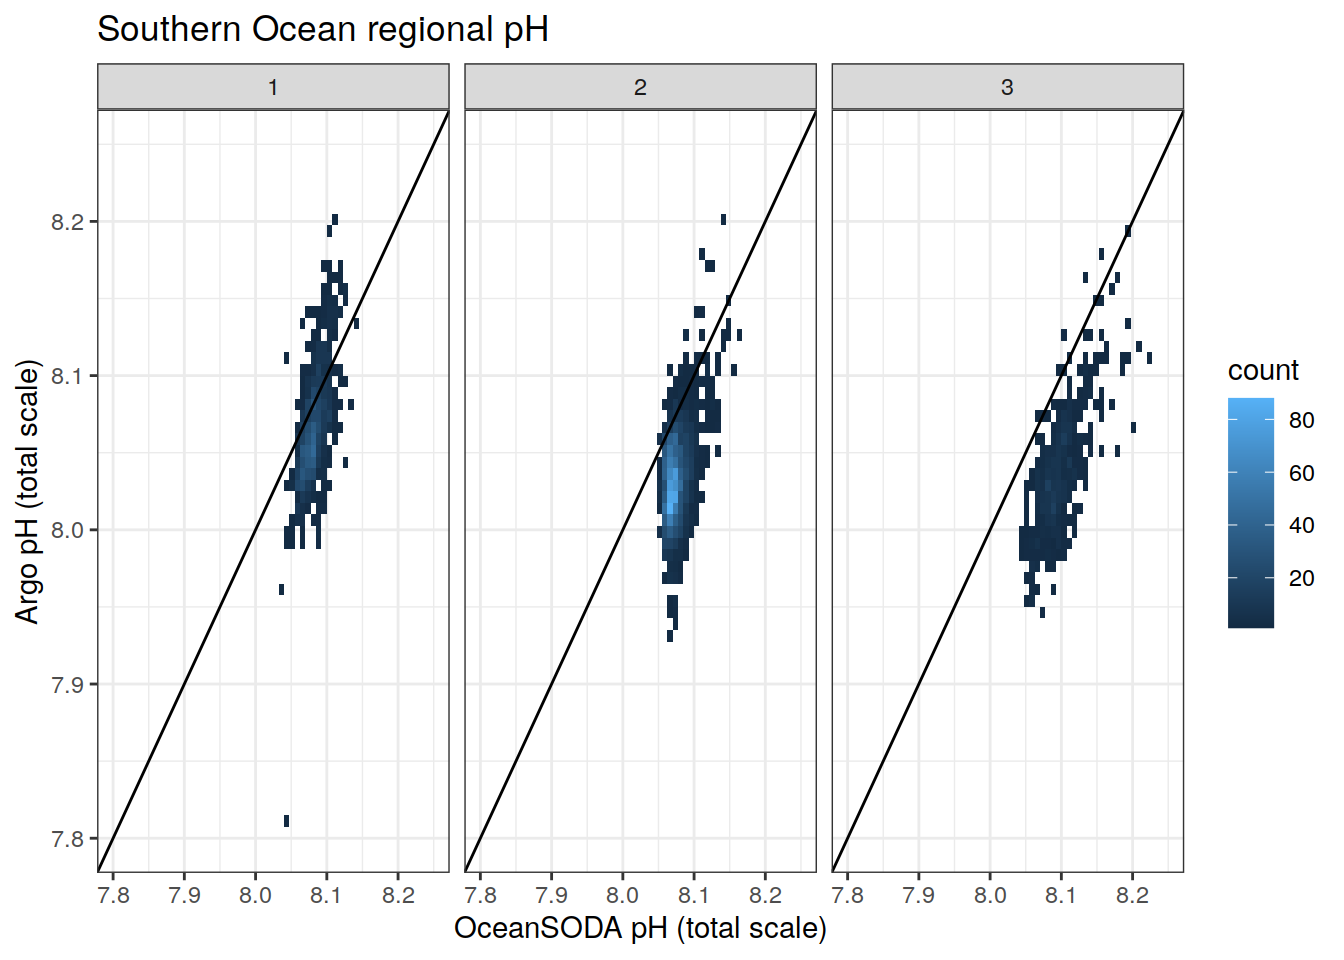 Southern Ocean regional pH
1 2 3
8.2
8.1
8.0
7.9
7.8
Argo pH (total scale)
7.8 7.9 8.0 8.1 8.2 7.8 7.9 8.0 8.1 8.2 7.8 7.9 8.0 8.1 8.2
OceanSODA pH (total scale)
count
80
60
40
20